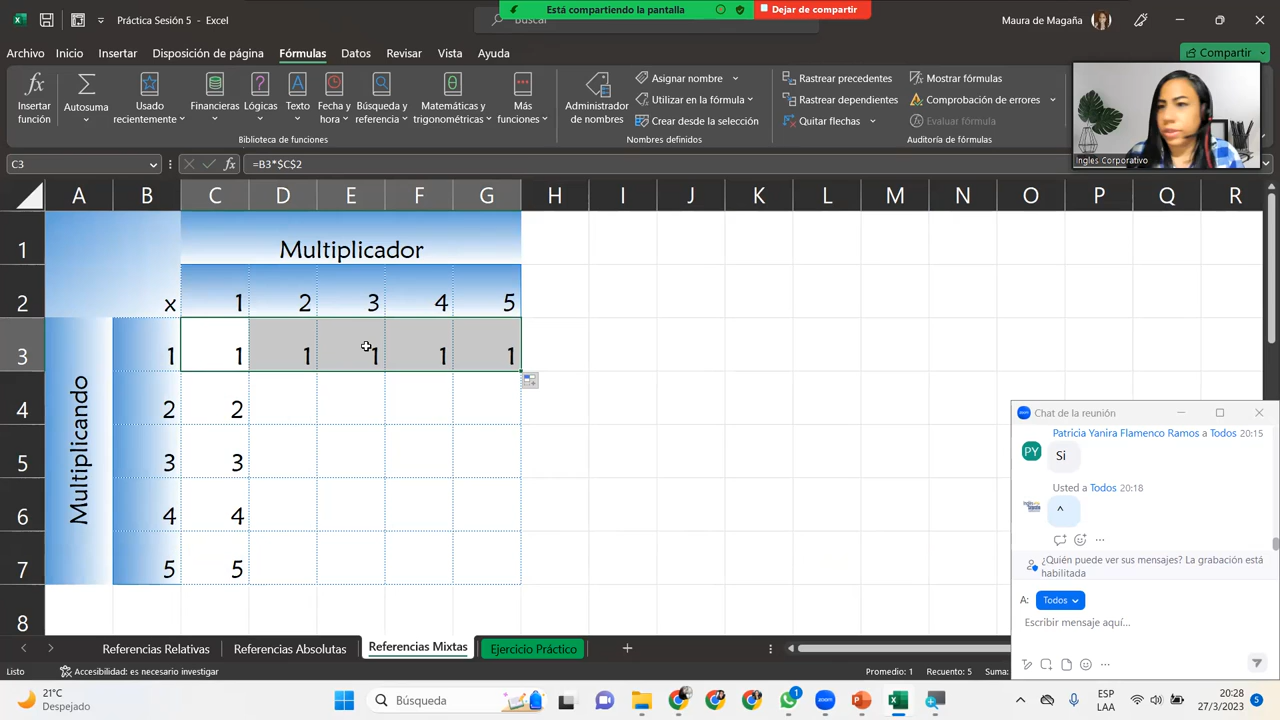 Práctica Sesión 5 - Excel
Está compartiendo la pantalla
Dejar de compartir
Buscar
Maura de Magaña
Archivo Inicio Insertar Disposición de página Fórmulas Datos Revisar Vista Ayuda
Compartir
Insertar función
Autosuma
Usado recientemente
Financieras
Lógicas
Texto
Fecha y hora
Búsqueda y referencia
Matemáticas y trigonométricas
Más funciones
Biblioteca de funciones
Administrador de nombres
Asignar nombre
Utilizar en la fórmula
Crear desde la selección
Nombres definidos
Rastrear precedentes
Rastrear dependientes
Quitar flechas
Mostrar fórmulas
Comprobación de errores
Evaluar fórmula
Auditoría de fórmulas
Ingles Corporativo
C3
fx
=B3*$C$2
A B C D E F G H I J K L M N O P Q R
1 Multiplicador
2 x 1 2 3 4 5
3 1 1 1 1 1 1
4 2 2
5 3 3
6 4 4
7 5 5
8
Multiplicando
Chat de la reunión
Patricia Yanira Flamenco Ramos a Todos 20:15
PY
Si
Usted a Todos 20:18
^
¿Quién puede ver sus mensajes? La grabación está
habilitada
A: Todos
Escribir mensaje aquí...
Referencias Relativas Referencias Absolutas Referencias Mixtas Ejercicio Práctico
Listo
Accesibilidad: es necesario investigar
Promedio: 1 Recuento: 5 Suma:
21°C
Despejado
Búsqueda
1
ESP
LAA
20:28
27/3/2023
5